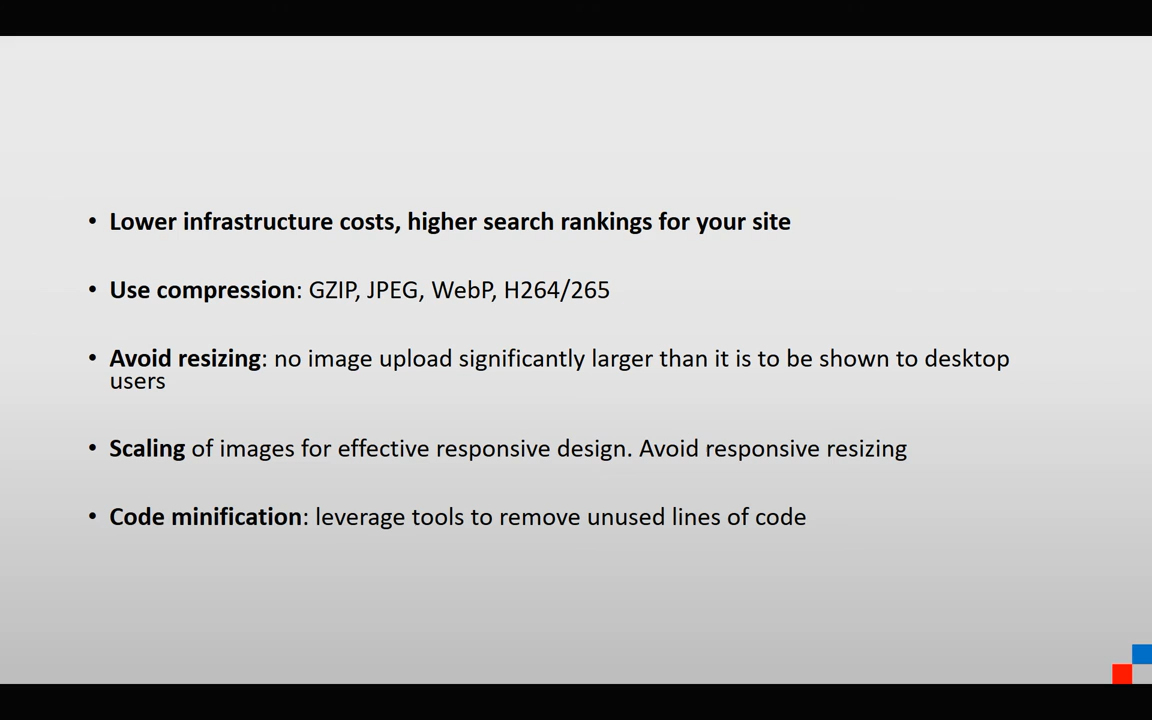 • Lower infrastructure costs, higher search rankings for your site
• Use compression: GZIP, JPEG, WebP, H264/265
• Avoid resizing: no image upload significantly larger than it is to be shown to desktop
users
• Scaling of images for effective responsive design. Avoid responsive resizing
• Code minification: leverage tools to remove unused lines of code